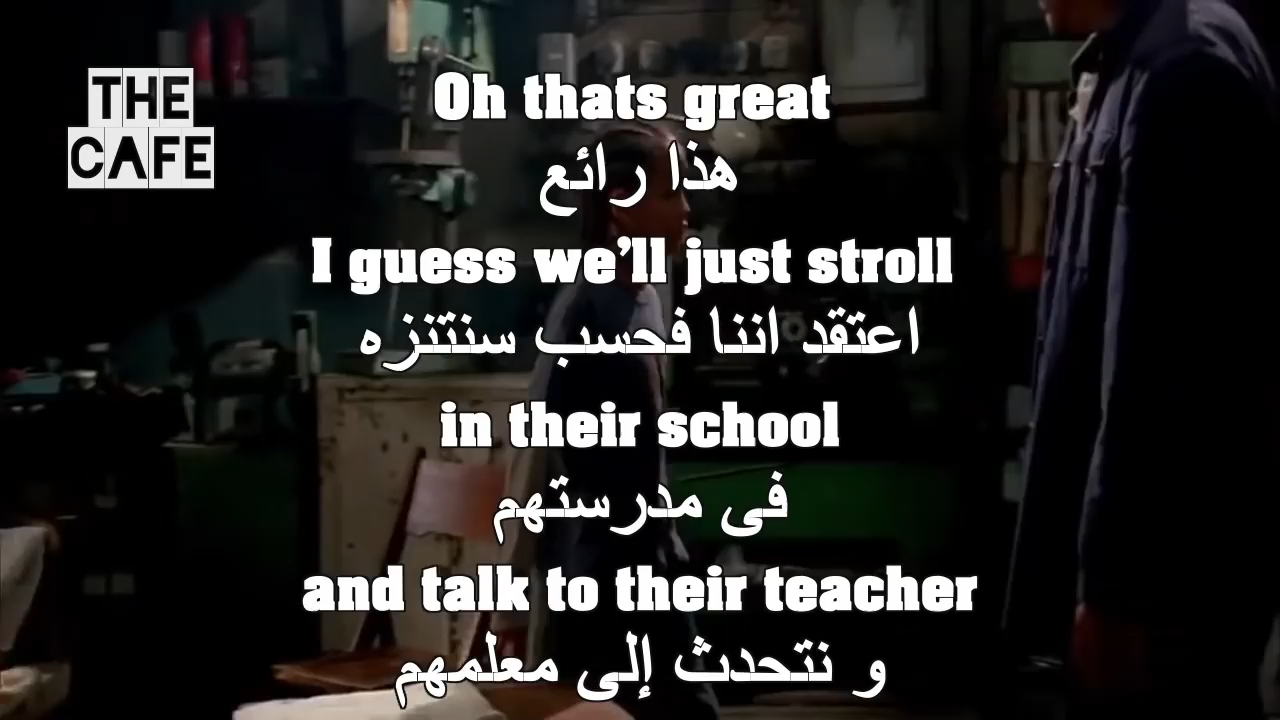 THE
CAFE
Oh thats great
هذا رائع
I guess we'll just stroll
اعتقد اننا فحسب سنتنزه
in their school
فى مدرستهم
and talk to their teacher
و نتحدث إلى معلمهم